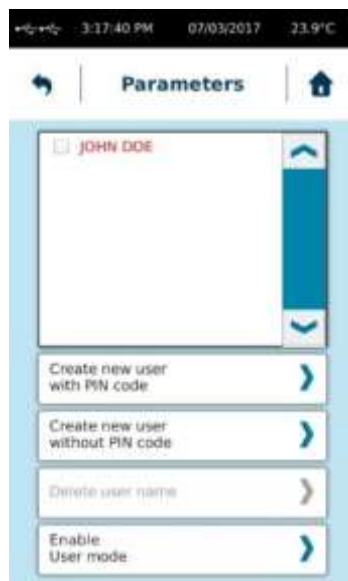 3:17:40 PM 07/03/2017 23.9°C
Parameters
JOHN DOE
Create new user
with PIN code
Create new user
without PIN code
Delete user name
Enable
User mode